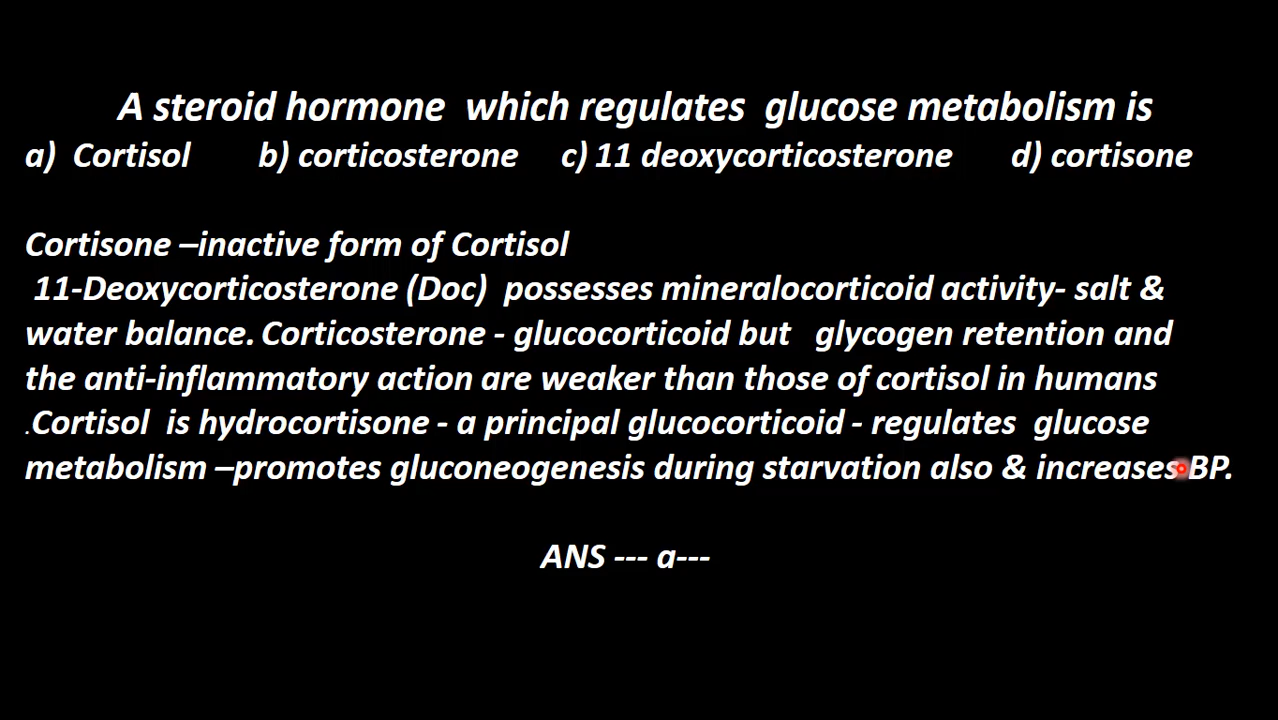 A steroid hormone which regulates glucose metabolism is
a) Cortisol b) corticosterone c) 11 deoxycorticosterone d) cortisone
Cortisone –inactive form of Cortisol
11-Deoxycorticosterone (Doc) possesses mineralocorticoid activity- salt &
water balance. Corticosterone - glucocorticoid but glycogen retention and
the anti-inflammatory action are weaker than those of cortisol in humans
.Cortisol is hydrocortisone - a principal glucocorticoid - regulates glucose
metabolism –promotes gluconeogenesis during starvation also & increases BP.
ANS --- a---